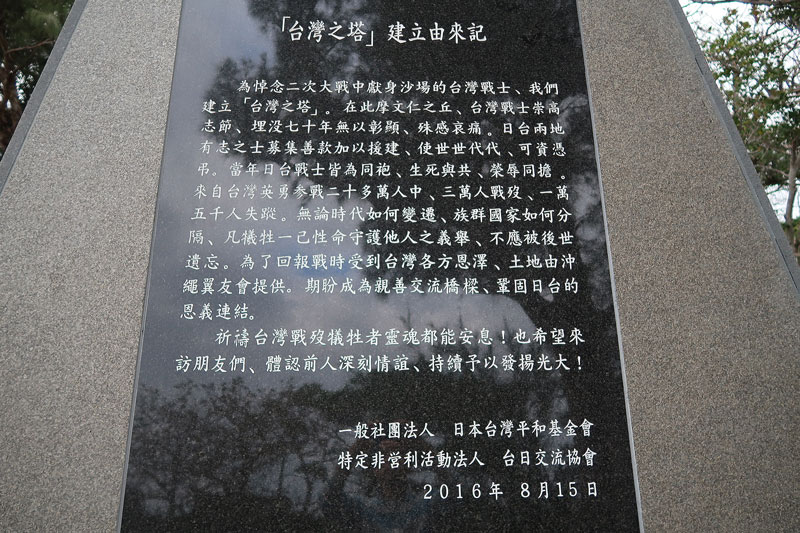 「台灣之塔」建立由來記
為悼念二次大戰中獻身沙場的台灣戰士、我們
建立「台灣之塔」。在此摩文仁之丘、台灣戰士崇高
志節、埋沒七十年無以彰顯、殊感哀痛。日台兩地
有志之士募集善款加以援建、使世世代代、可資憑
弔。當年日台戰士皆為同袍、生死與共、榮辱同擔。
來自台灣英勇參戰二十多萬人中、三萬人戰歿、一萬
五千人失蹤。無論時代如何變遷、族群國家如何分
隔、凡犧牲一己性命守護他人之義舉、不應被後世
遺忘。為了回報戰時受到台灣各方恩澤、土地由沖
繩翼友會提供。期盼成為親善交流橋樑、鞏固日台的
恩義連結。
祈禱台灣戰歿犧牲者靈魂都能安息！也希望來
訪朋友們、體認前人深刻情誼、持續予以發揚光大！
一般社團法人　日本台灣平和基金會
特定非營利活動法人　台日交流協會
2016年 8月15日